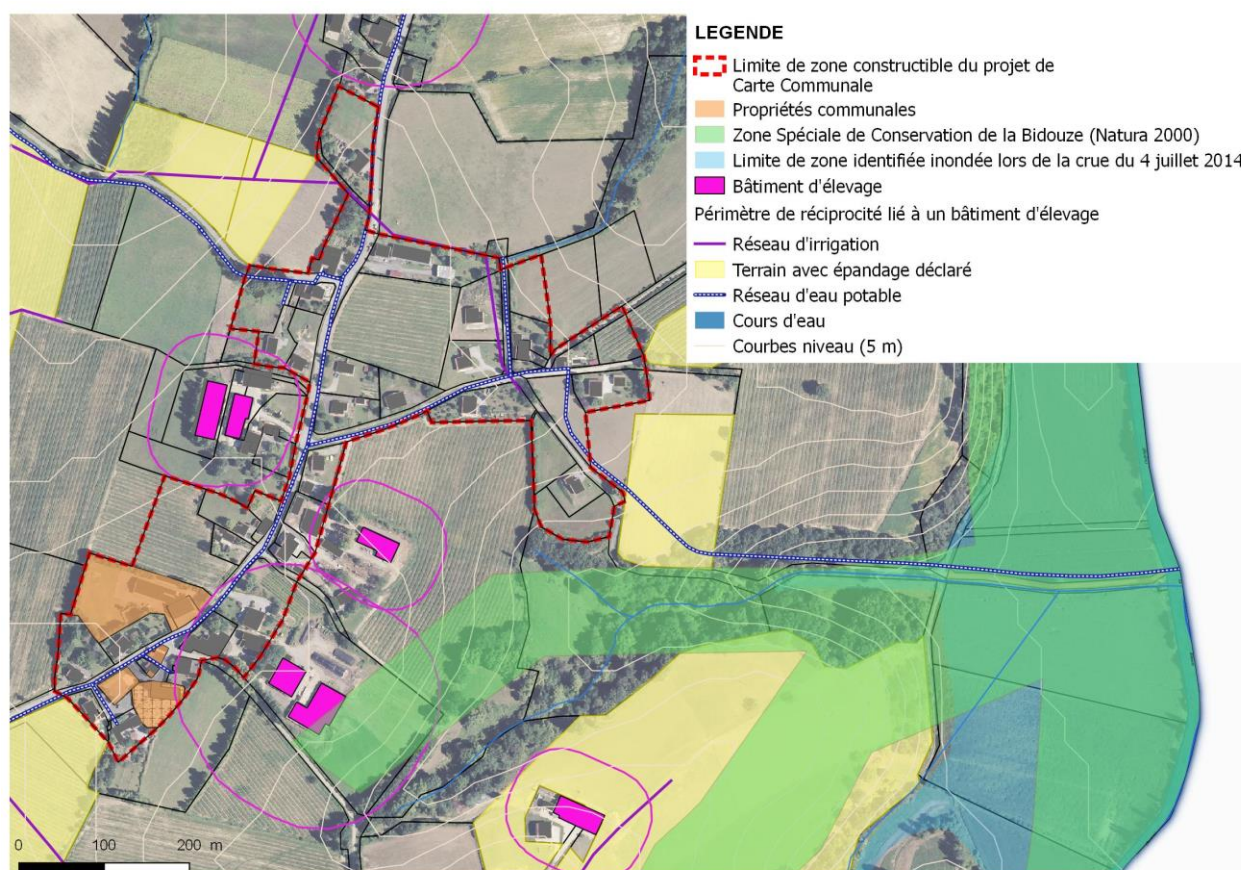 LEGENDE
Limite de zone constructible du projet de
Carte Communale
Propriétés communales
Zone Spéciale de Conservation de la Bidouze (Natura 2000)
Limite de zone identifiée inondée lors de la crue du 4 juillet 2014
Bâtiment d'élevage
Périmètre de réciprocité lié à un bâtiment d'élevage
Réseau d'irrigation
Terrain avec épandage déclaré
Réseau d'eau potable
Cours d'eau
Courbes niveau (5 m)
0 100 200 m